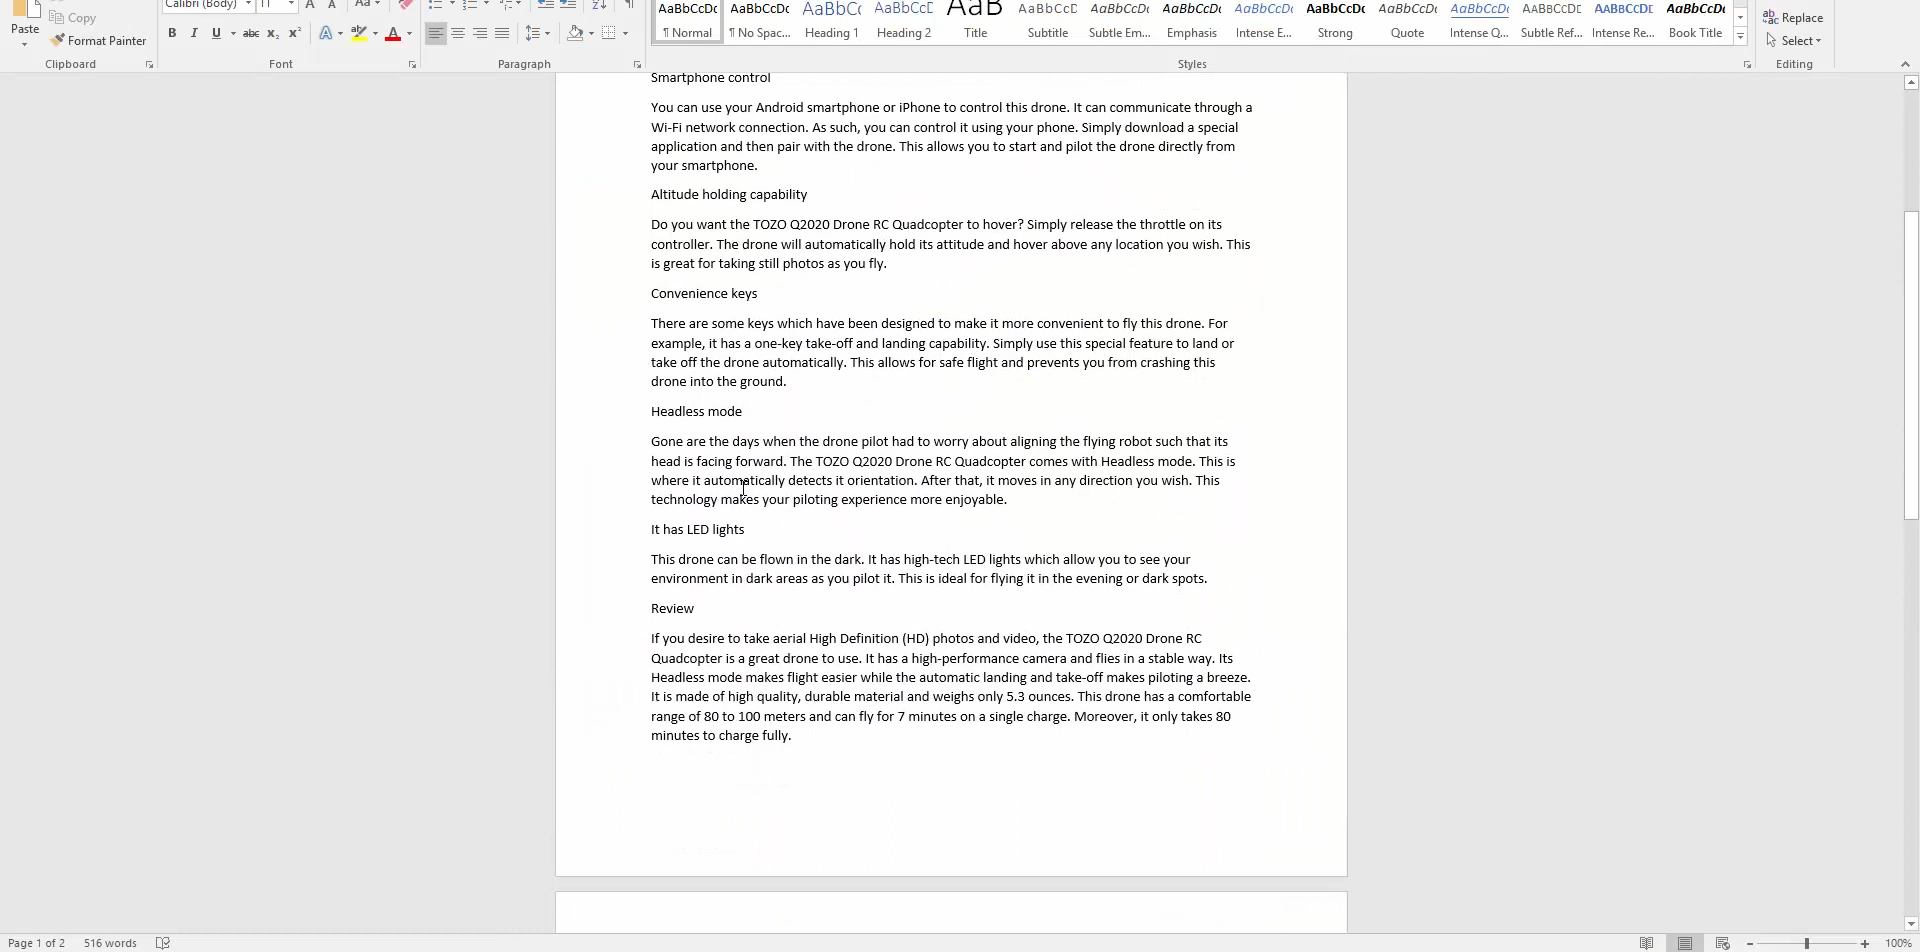 Calibri (Body) 11 A A Aa
AaBbCcDc AaBbCcDc AaBbCc AaBbCcD AaB AaBbCcD AaBbCcDc AaBbCcDc AaBbCcDc AaBbCcDc AaBbCcDc AaBbCcDc AABBCCDE AABBCCDE AaBbCcDc
Replace
Paste Copy
Format Painter
B I U abc x₂ x² A ab A
¶ Normal ¶ No Spac... Heading 1 Heading 2 Title Subtitle Subtle Em... Emphasis Intense E... Strong Quote Intense Q... Subtle Ref... Intense Re... Book Title
Select
Clipboard Font Paragraph Styles Editing
Smartphone control
You can use your Android smartphone or iPhone to control this drone. It can communicate through a
Wi-Fi network connection. As such, you can control it using your phone. Simply download a special
application and then pair with the drone. This allows you to start and pilot the drone directly from
your smartphone.
Altitude holding capability
Do you want the TOZO Q2020 Drone RC Quadcopter to hover? Simply release the throttle on its
controller. The drone will automatically hold its attitude and hover above any location you wish. This
is great for taking still photos as you fly.
Convenience keys
There are some keys which have been designed to make it more convenient to fly this drone. For
example, it has a one-key take-off and landing capability. Simply use this special feature to land or
take off the drone automatically. This allows for safe flight and prevents you from crashing this
drone into the ground.
Headless mode
Gone are the days when the drone pilot had to worry about aligning the flying robot such that its
head is facing forward. The TOZO Q2020 Drone RC Quadcopter comes with Headless mode. This is
where it automatically detects it orientation. After that, it moves in any direction you wish. This
technology makes your piloting experience more enjoyable.
It has LED lights
This drone can be flown in the dark. It has high-tech LED lights which allow you to see your
environment in dark areas as you pilot it. This is ideal for flying it in the evening or dark spots.
Review
If you desire to take aerial High Definition (HD) photos and video, the TOZO Q2020 Drone RC
Quadcopter is a great drone to use. It has a high-performance camera and flies in a stable way. Its
Headless mode makes flight easier while the automatic landing and take-off makes piloting a breeze.
It is made of high quality, durable material and weighs only 5.3 ounces. This drone has a comfortable
range of 80 to 100 meters and can fly for 7 minutes on a single charge. Moreover, it only takes 80
minutes to charge fully.
Page 1 of 2 516 words 100%